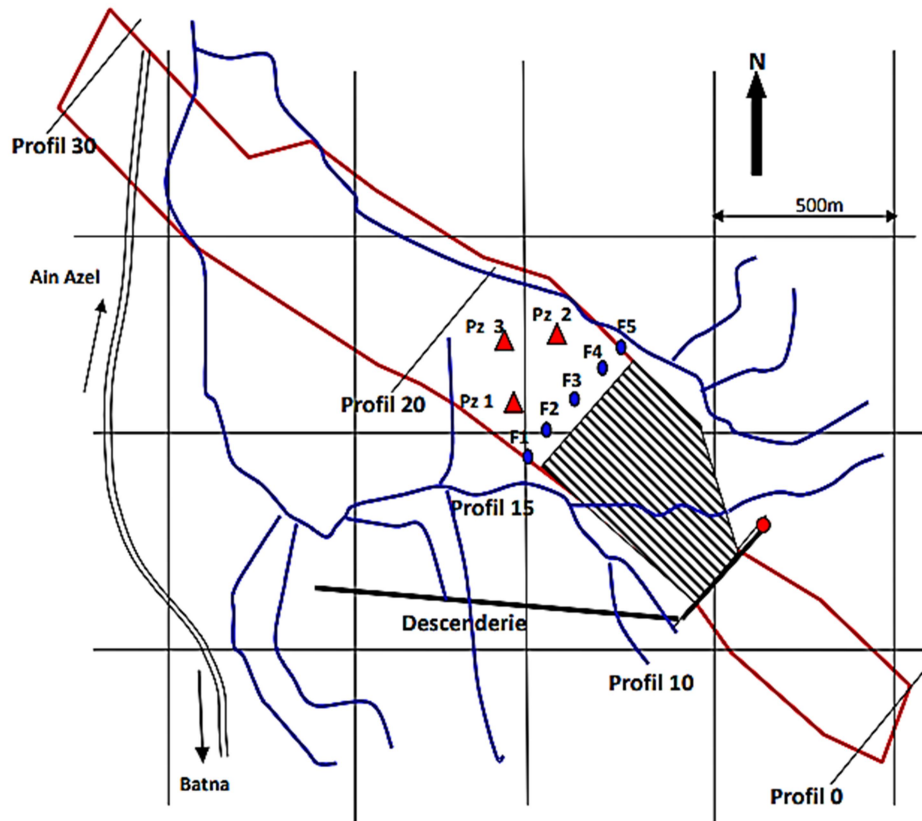 N
Profil 30
500m
Ain Azel
Pz 2
Pz 3
F5
F4
Profil 20
Pz 1
F3
F2
F1
Profil 15
Descenderie
Profil 10
Batna
Profil 0